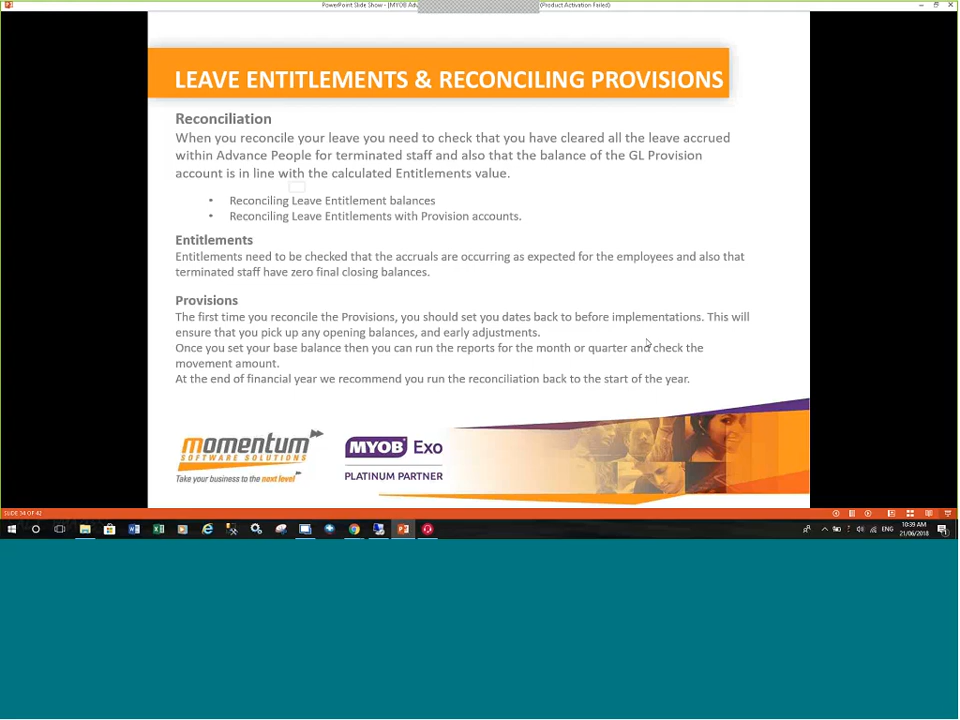 PowerPoint Slide Show - [MYOB Adv
(Product Activation Failed)
LEAVE ENTITLEMENTS & RECONCILING PROVISIONS
Reconciliation
When you reconcile your leave you need to check that you have cleared all the leave accrued
within Advance People for terminated staff and also that the balance of the GL Provision
account is in line with the calculated Entitlements value.
• Reconciling Leave Entitlement balances
• Reconciling Leave Entitlements with Provision accounts.
Entitlements
Entitlements need to be checked that the accruals are occurring as expected for the employees and also that
terminated staff have zero final closing balances.
Provisions
The first time you reconcile the Provisions, you should set you dates back to before implementations. This will
ensure that you pick up any opening balances, and early adjustments.
Once you set your base balance then you can run the reports for the month or quarter and check the
movement amount.
At the end of financial year we recommend you run the reconciliation back to the start of the year.
momentum
SOFTWARE SOLUTIONS
Take your business to the next level
MYOB Exo
PLATINUM PARTNER
SLIDE 34 OF 42
ENG
10:39 AM
21/06/2018